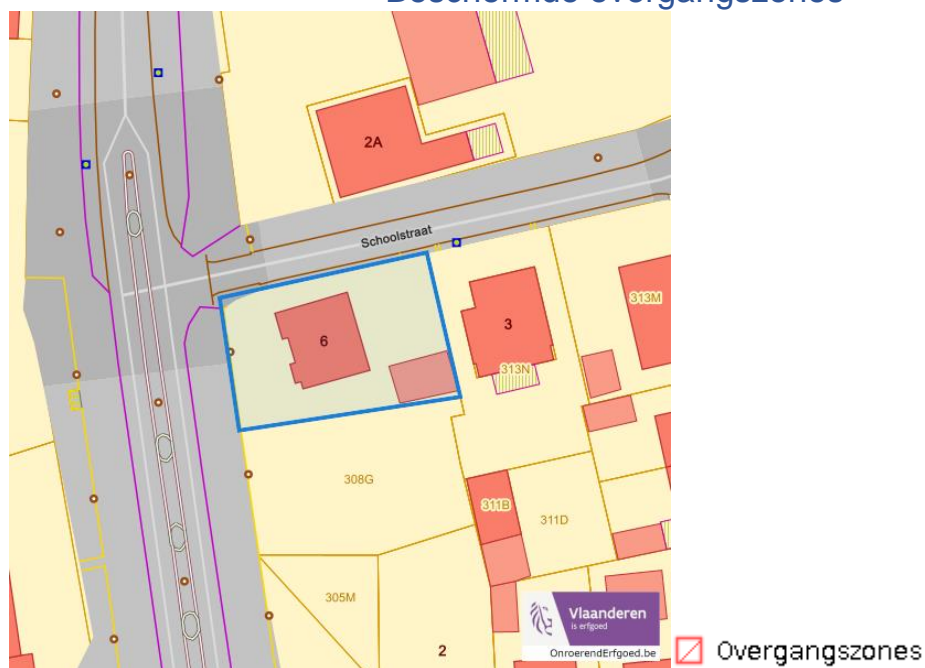 Beschermde overgangszones
2A
Schoolstraat
313M
6
3
313N
308G
311B
311D
305M
2
Vlaanderen
is erfgoed
OnroerendErfgoed.be
Overgangszones